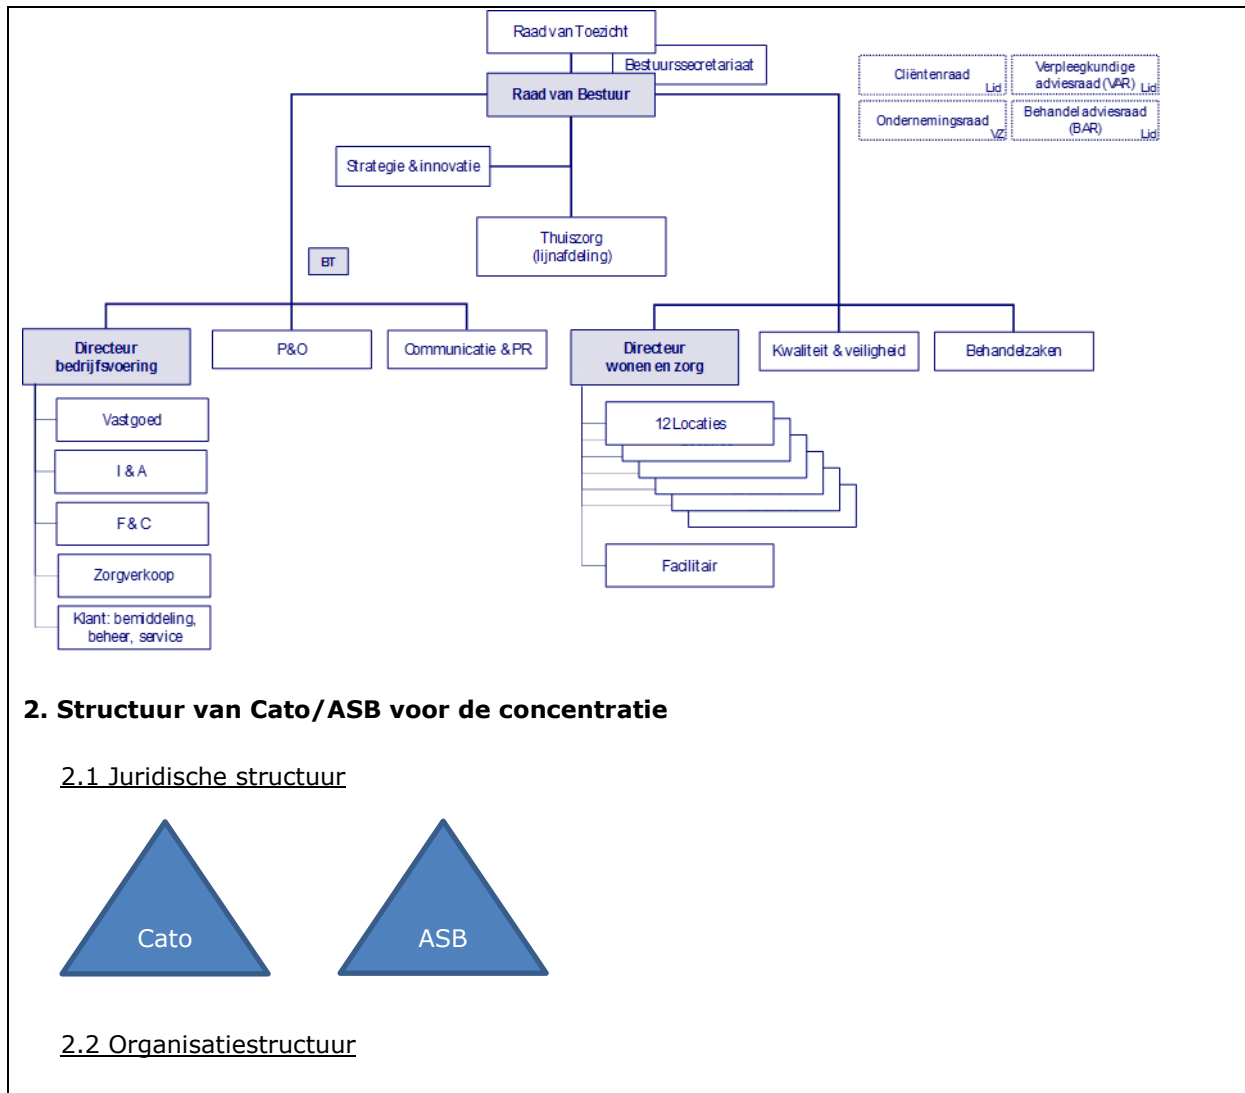 Raad van Toezicht
Bestuurssecretariaat
Raad van Bestuur
Cliëntenraad
Lid
Verpleegkundige
adviesraad (VAR)
Lid
Ondernemingsraad
VZ
Behandel adviesraad
(BAR)
Lid
Strategie & innovatie
Thuiszorg
(lijnafdeling)
BT
Directeur
bedrijfsvoering
P&O
Communicatie & PR
Directeur
wonen en zorg
Kwaliteit & veiligheid
Behandelzaken
Vastgoed
I & A
F & C
Zorgverkoop
Klant: bemiddeling,
beheer, service
12 Locaties
Facilitair
2. Structuur van Cato/ASB voor de concentratie
2.1 Juridische structuur
Cato
ASB
2.2 Organisatiestructuur